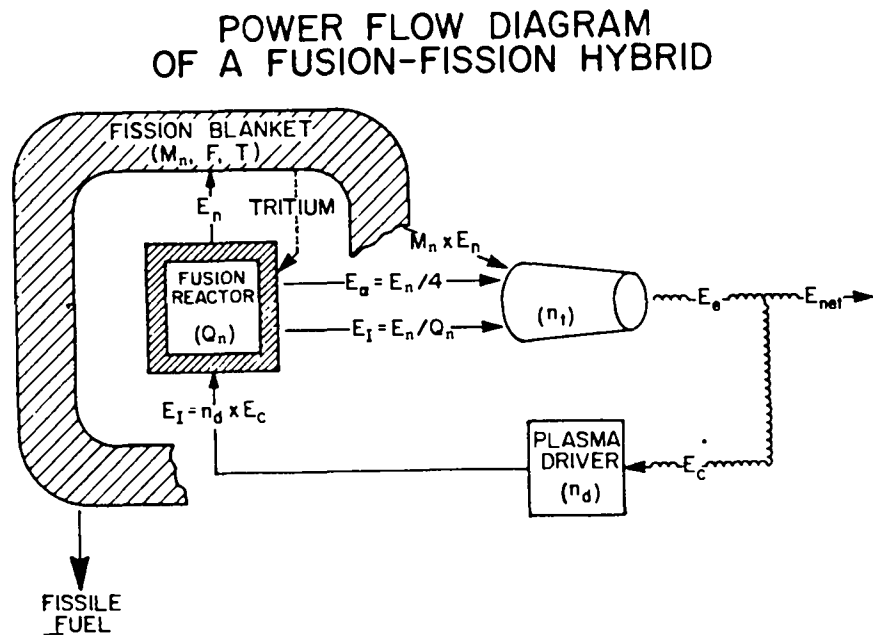 POWER FLOW DIAGRAM
OF A FUSION-FISSION HYBRID
FISSION BLANKET
(Mn, F, T)
En
TRITIUM
Mn x En
FUSION
REACTOR
(Qn)
Eα = En/4
EI = En/Qn
(nt)
Ee
Enet
EI = nd x Ec
PLASMA
DRIVER
(nd)
Ec
FISSILE
FUEL